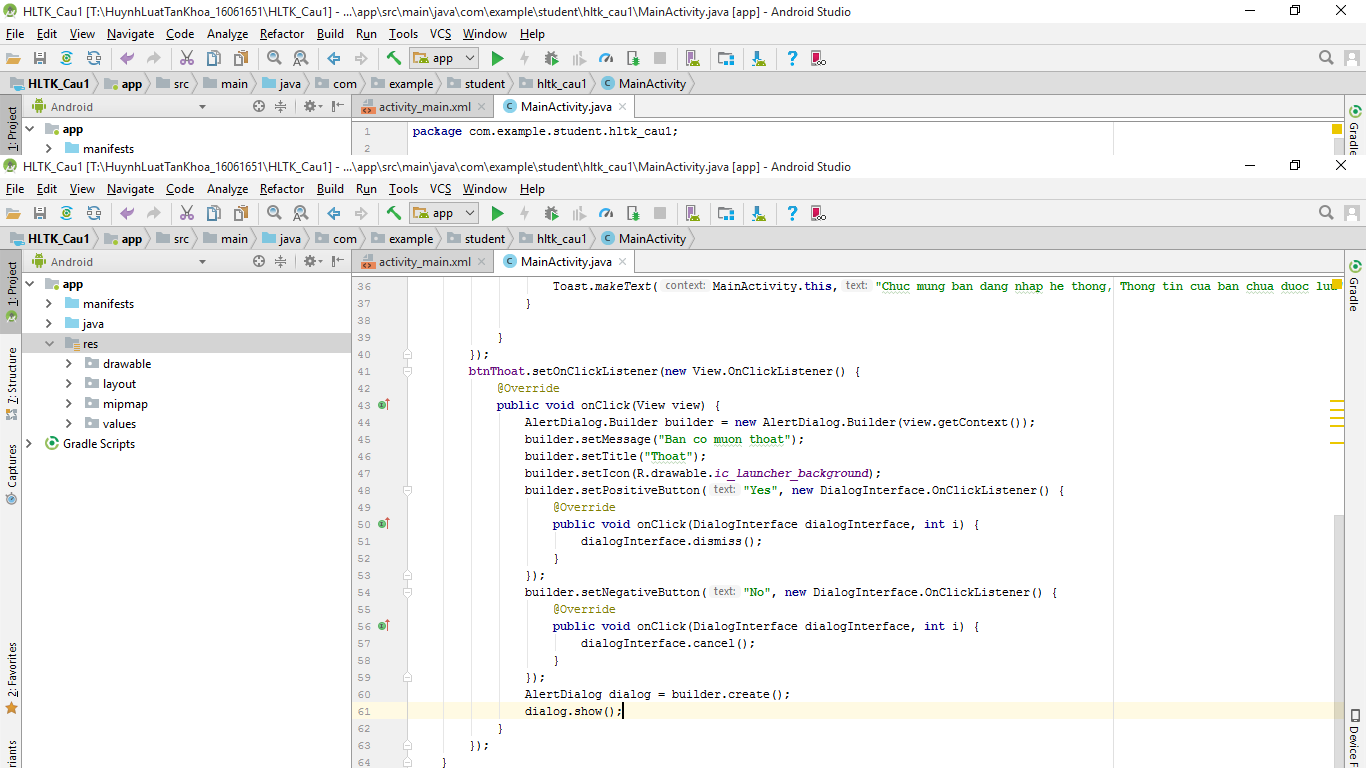 HLTK_Cau1 [T:\HuynhLuatTanKhoa_16061651\HLTK_Cau1] - ...\app\src\main\java\com\example\student\hltk_cau1\MainActivity.java [app] - Android Studio
File Edit View Navigate Code Analyze Refactor Build Run Tools VCS Window Help
app
HLTK_Cau1 app src main java com example student hltk_cau1 MainActivity
1: Project
Android
activity_main.xml MainActivity.java
app
manifests
1 package com.example.student.hltk_cau1;
2
Gradle
HLTK_Cau1 [T:\HuynhLuatTanKhoa_16061651\HLTK_Cau1] - ...\app\src\main\java\com\example\student\hltk_cau1\MainActivity.java [app] - Android Studio
File Edit View Navigate Code Analyze Refactor Build Run Tools VCS Window Help
app
HLTK_Cau1 app src main java com example student hltk_cau1 MainActivity
1: Project
7: Structure
Captures
2: Favorites
Android
activity_main.xml MainActivity.java
app
manifests
java
res
drawable
layout
mipmap
values
Gradle Scripts
36 Toast.makeText( context: MainActivity.this, text: "Chuc mung ban dang nhap he thong, Thong tin cua ban chua duoc luu
37 }
38
39 }
40 });
41 btnThoat.setOnClickListener(new View.OnClickListener() {
42 @Override
43 public void onClick(View view) {
44 AlertDialog.Builder builder = new AlertDialog.Builder(view.getContext());
45 builder.setMessage("Ban co muon thoat");
46 builder.setTitle("Thoat");
47 builder.setIcon(R.drawable.ic_launcher_background);
48 builder.setPositiveButton( text: "Yes", new DialogInterface.OnClickListener() {
49 @Override
50 public void onClick(DialogInterface dialogInterface, int i) {
51 dialogInterface.dismiss();
52 }
53 });
54 builder.setNegativeButton( text: "No", new DialogInterface.OnClickListener() {
55 @Override
56 public void onClick(DialogInterface dialogInterface, int i) {
57 dialogInterface.cancel();
58 }
59 });
60 AlertDialog dialog = builder.create();
61 dialog.show();
62 }
63 });
64 }
Gradle
Device F